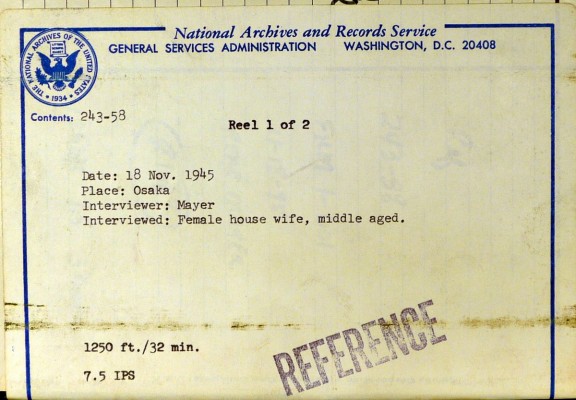 National Archives and Records Service
GENERAL SERVICES ADMINISTRATION WASHINGTON, D.C. 20408
THE NATIONAL ARCHIVES OF THE UNITED STATES
★ 1934 ★
Contents: 243-58
Reel 1 of 2
Date: 18 Nov. 1945
Place: Osaka
Interviewer: Mayer
Interviewed: Female house wife, middle aged.
1250 ft./32 min.
7.5 IPS
REFERENCE